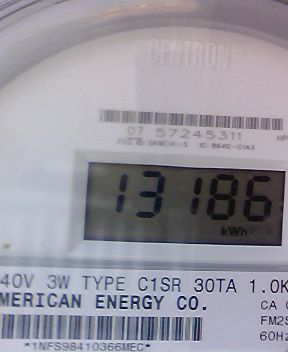 CENTRON®
07 57245311
13186
kWh
40V 3W TYPE C1SR 30TA 1.0K
MERICAN ENERGY CO. CA
FM2S
60Hz
*1NFS98410366MEC*